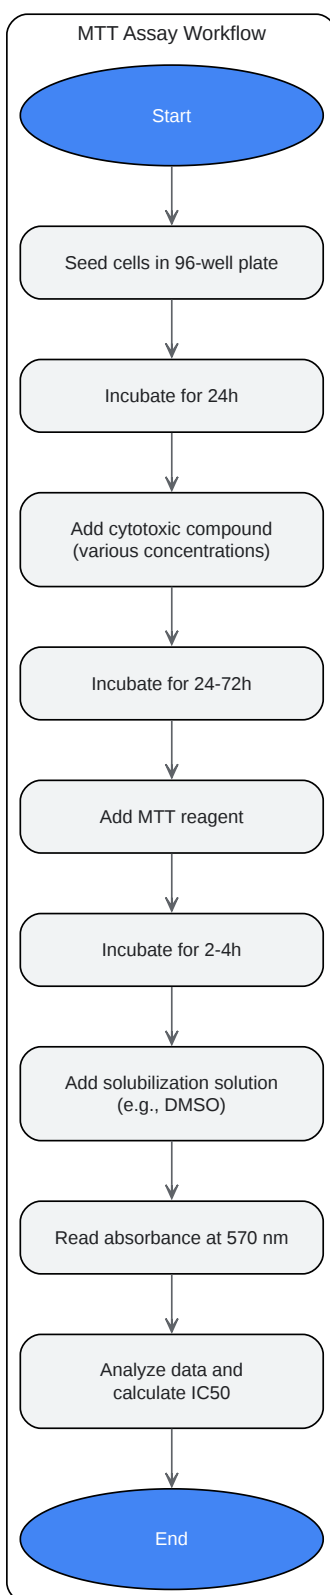 MTT Assay Workflow
Start
Seed cells in 96-well plate
Incubate for 24h
Add cytotoxic compound
(various concentrations)
Incubate for 24-72h
Add MTT reagent
Incubate for 2-4h
Add solubilization solution
(e.g., DMSO)
Read absorbance at 570 nm
Analyze data and
calculate IC50
End